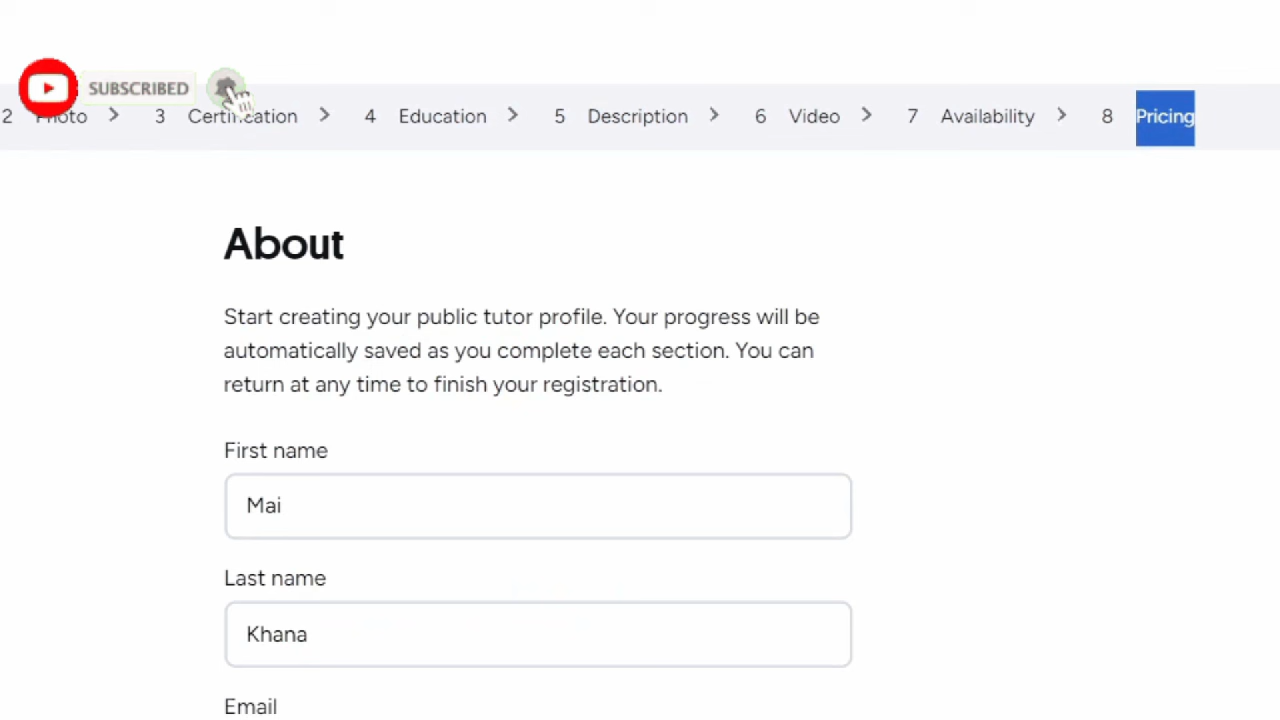 SUBSCRIBED
2 Photo > 3 Certification > 4 Education > 5 Description > 6 Video > 7 Availability > 8 Pricing
About
Start creating your public tutor profile. Your progress will be
automatically saved as you complete each section. You can
return at any time to finish your registration.
First name
Mai
Last name
Khana
Email